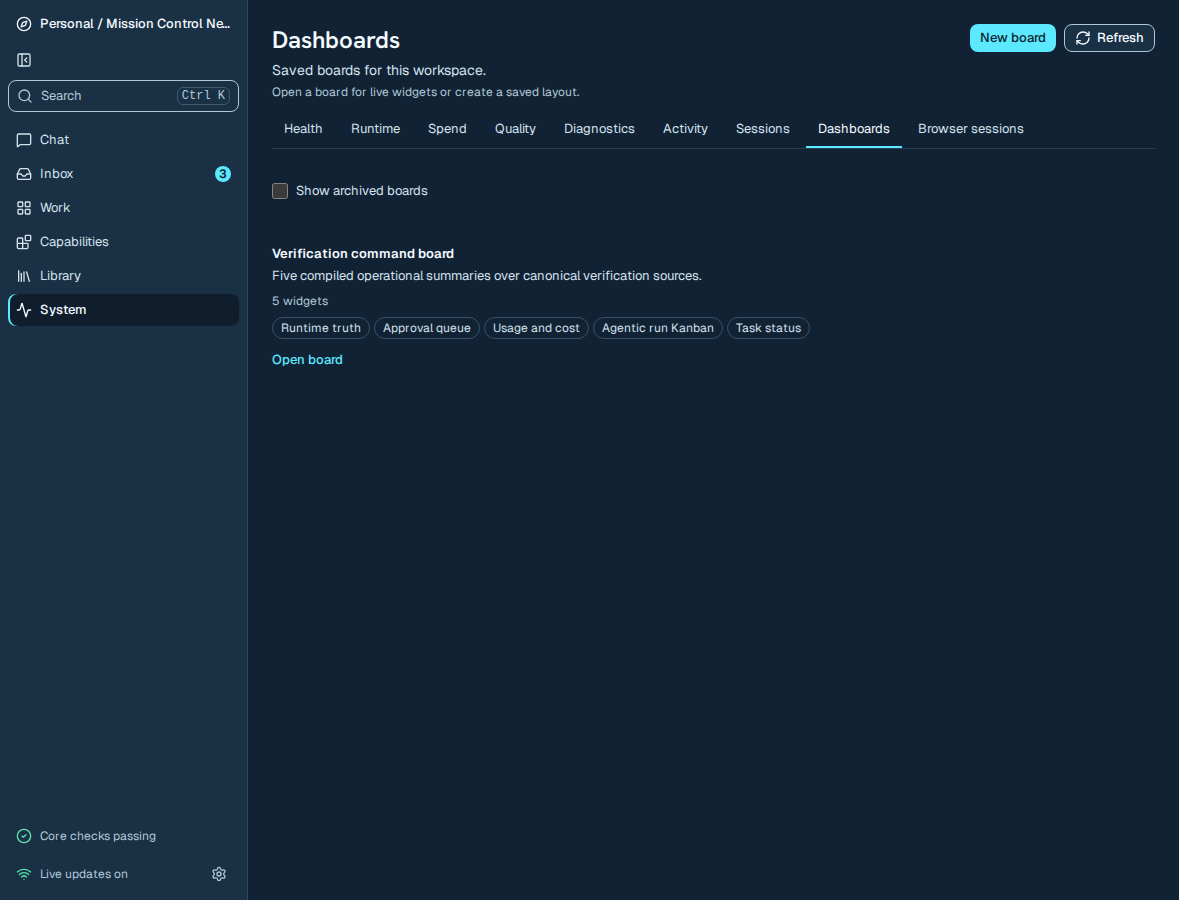 Personal / Mission Control Ne...
Search
Ctrl K
Chat
Inbox
3
Work
Capabilities
Library
System
Core checks passing
Live updates on
Dashboards
New board
Refresh
Saved boards for this workspace.
Open a board for live widgets or create a saved layout.
Health
Runtime
Spend
Quality
Diagnostics
Activity
Sessions
Dashboards
Browser sessions
Show archived boards
Verification command board
Five compiled operational summaries over canonical verification sources.
5 widgets
Runtime truth
Approval queue
Usage and cost
Agentic run Kanban
Task status
Open board